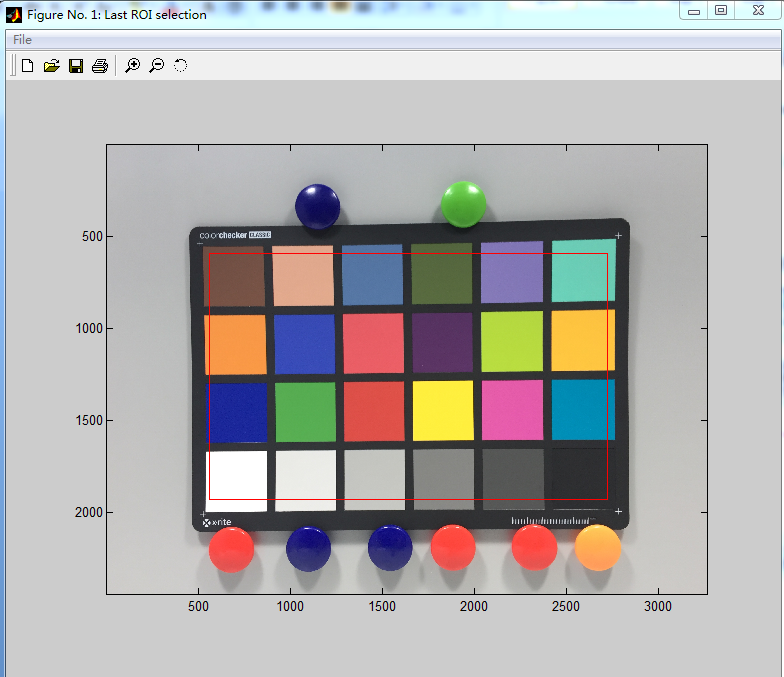 Figure No. 1: Last ROI selection
File
colorchecker CLASSIC
500
1000
1500
2000
x-rite
500
1000
1500
2000
2500
3000